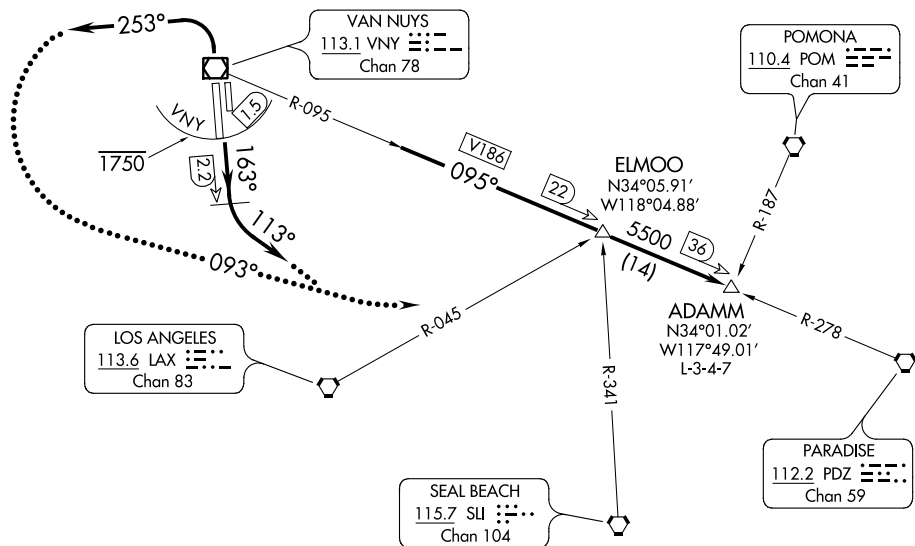 253°
VAN NUYS
113.1 VNY
Chan 78
POMONA
110.4 POM
Chan 41
1.5
VNY
R-095
1750
2.2
163°
V186
095°
22
ELMOO
N34°05.91'
W118°04.88'
R-187
113°
093°
5500
36
(14)
ADAMM
N34°01.02'
W117°49.01'
L-3-4-7
R-045
R-278
LOS ANGELES
113.6 LAX
Chan 83
R-341
PARADISE
112.2 PDZ
Chan 59
SEAL BEACH
115.7 SLI
Chan 104